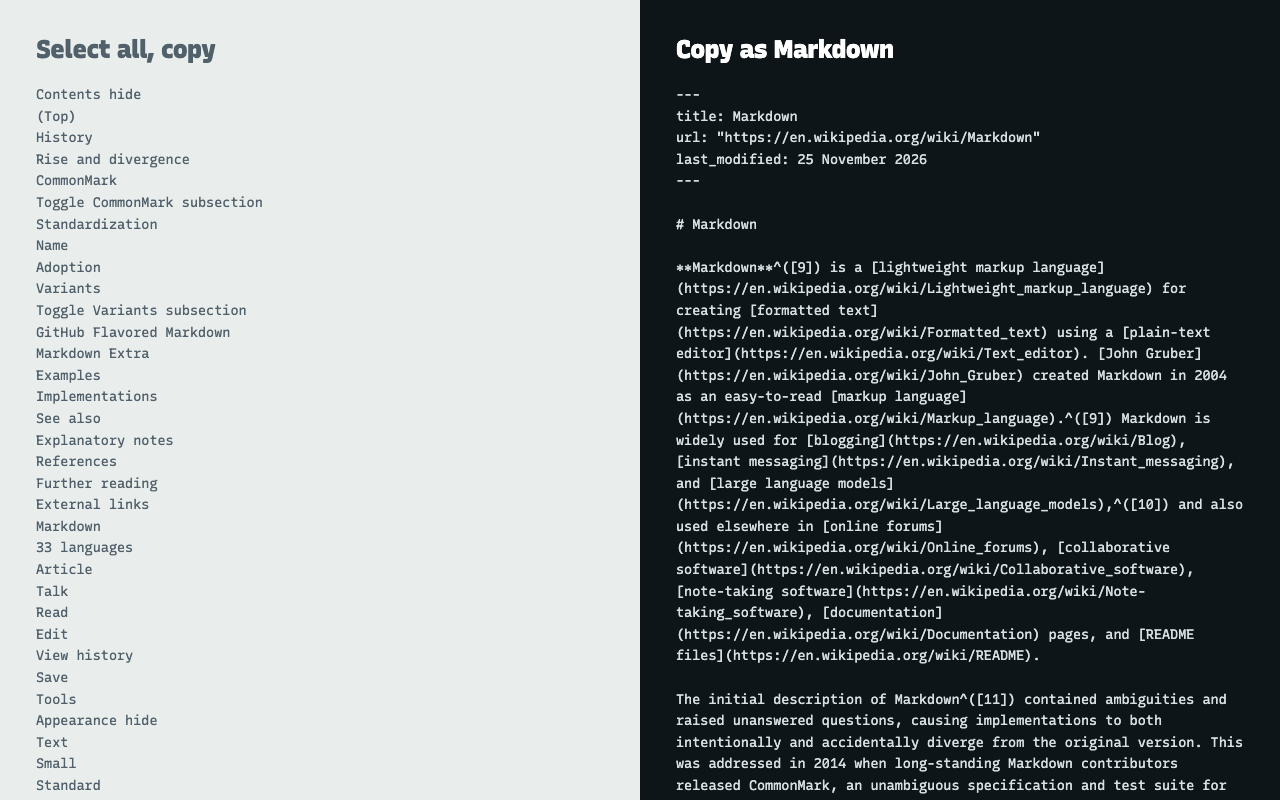 Select all, copy
Contents hide
(Top)
History
Rise and divergence
CommonMark
Toggle CommonMark subsection
Standardization
Name
Adoption
Variants
Toggle Variants subsection
GitHub Flavored Markdown
Markdown Extra
Examples
Implementations
See also
Explanatory notes
References
Further reading
External links
Markdown
33 languages
Article
Talk
Read
Edit
View history
Save
Tools
Appearance hide
Text
Small
Standard
Copy as Markdown
---
title: Markdown
url: "https://en.wikipedia.org/wiki/Markdown"
last_modified: 25 November 2026
---
# Markdown
**Markdown**^([9]) is a [lightweight markup language]
(https://en.wikipedia.org/wiki/Lightweight_markup_language) for
creating [formatted text]
(https://en.wikipedia.org/wiki/Formatted_text) using a [plain-text
editor](https://en.wikipedia.org/wiki/Text_editor). [John Gruber]
(https://en.wikipedia.org/wiki/John_Gruber) created Markdown in 2004
as an easy-to-read [markup language]
(https://en.wikipedia.org/wiki/Markup_language).^([9]) Markdown is
widely used for [blogging](https://en.wikipedia.org/wiki/Blog),
[instant messaging](https://en.wikipedia.org/wiki/Instant_messaging),
and [large language models]
(https://en.wikipedia.org/wiki/Large_language_models),^([10]) and also
used elsewhere in [online forums]
(https://en.wikipedia.org/wiki/Online_forums), [collaborative
software](https://en.wikipedia.org/wiki/Collaborative_software),
[note-taking software](https://en.wikipedia.org/wiki/Note-
taking_software), [documentation]
(https://en.wikipedia.org/wiki/Documentation) pages, and [README
files](https://en.wikipedia.org/wiki/README).
The initial description of Markdown^([11]) contained ambiguities and
raised unanswered questions, causing implementations to both
intentionally and accidentally diverge from the original version. This
was addressed in 2014 when long-standing Markdown contributors
released CommonMark, an unambiguous specification and test suite for